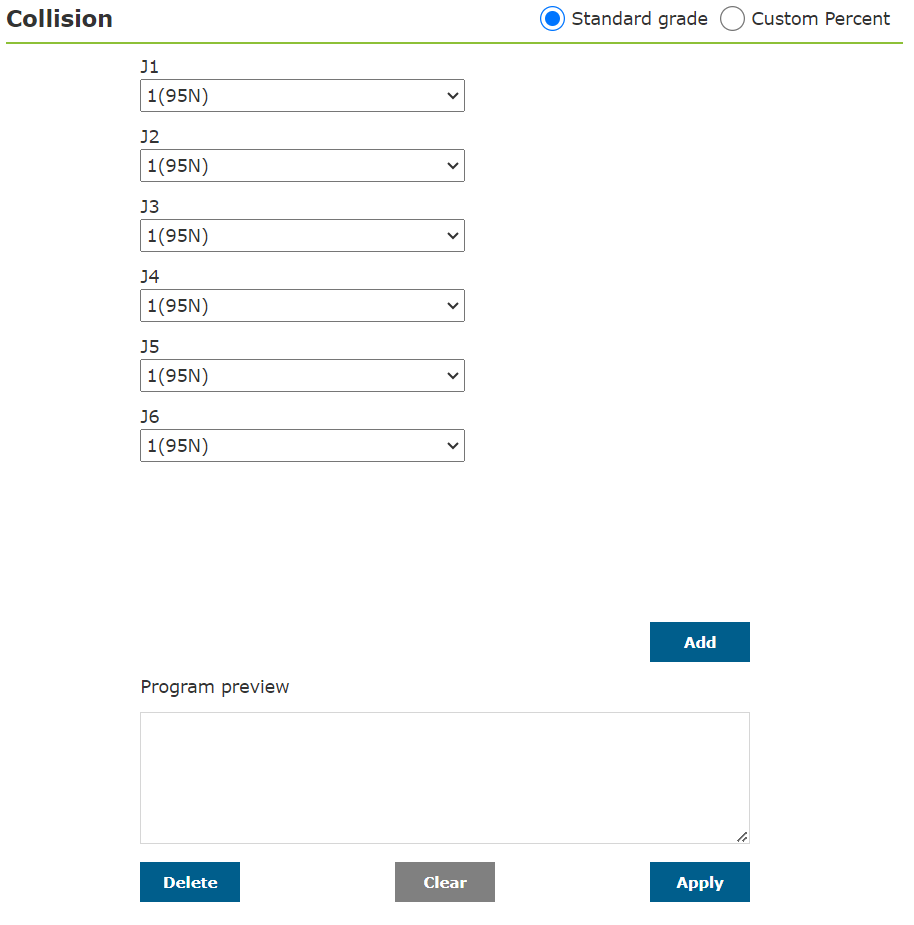 Collision Standard grade Custom Percent
J1
1(95N)
J2
1(95N)
J3
1(95N)
J4
1(95N)
J5
1(95N)
J6
1(95N)
Add
Program preview
Delete Clear Apply